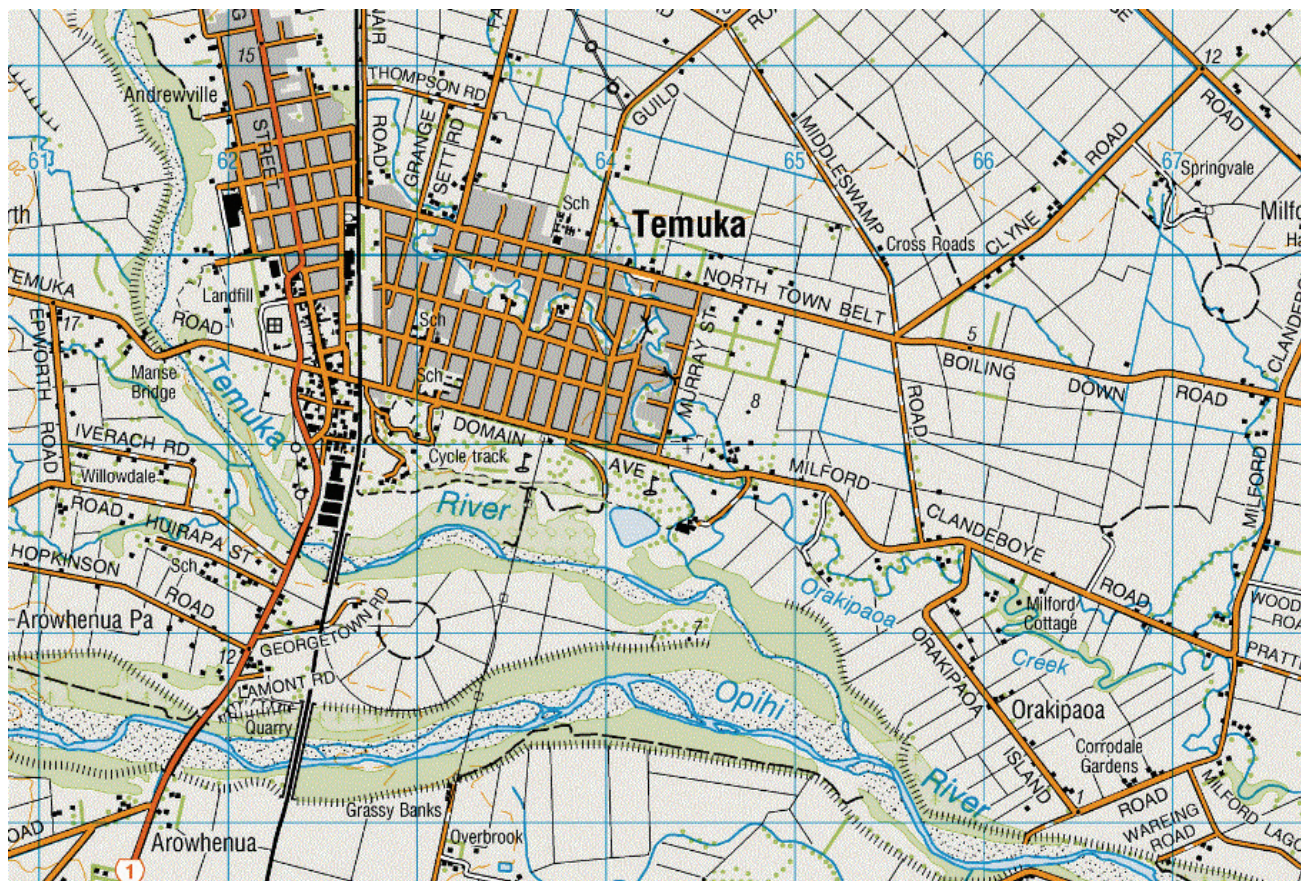 THOMPSON RD
15
Andrewville
STREET
ROAD
GRANGE
SETT RD
GUILD
MIDDLESWAMP
ROAD
12
ROAD
61
62
64
65
66
67
Springvale
Sch
Temuka
Cross Roads
CLYNE
TEMUKA
ROAD
Landfill
NORTH TOWN BELT
17
EPWORTH
ROAD
Manse
Bridge
Temuka
River
Sch
Sch
MURRAY ST
8
5
BOILING DOWN ROAD
ROAD
IVERACH RD
Willowdale
DOMAIN
AVE
Cycle track
MILFORD
CLANDEBOYE
ROAD
MILFORD
ROAD
HUIRAPA ST
Sch
HOPKINSON
ROAD
Arowhenua Pa
12
GEORGETOWN RD
LAMONT RD
Quarry
7
Orakipaoa
Creek
Milford
Cottage
ORAKIPAOA
ISLAND
ROAD
Orakipaoa
Opihi
River
Corrodale
Gardens
1
MILFORD
WAREING
ROAD
Grassy Banks
Overbrook
ROAD
Arowhenua
1